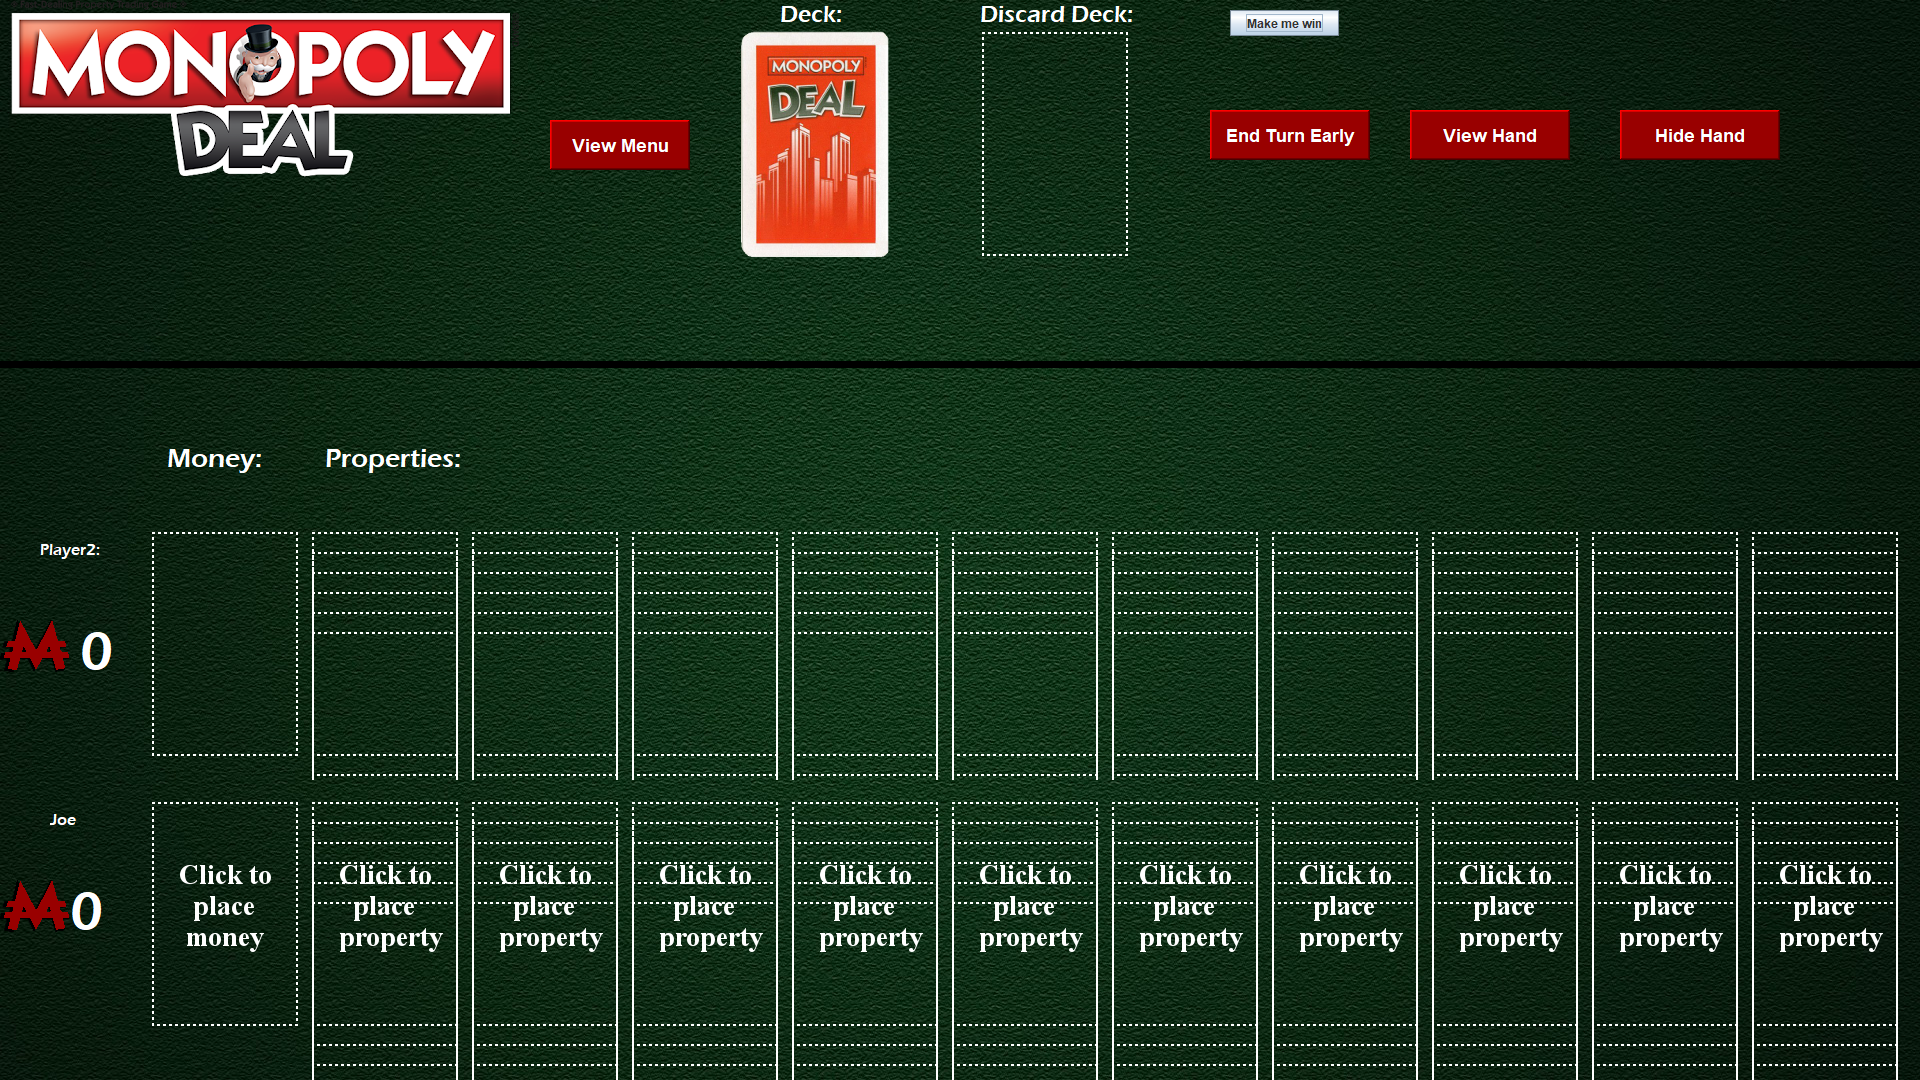 MONOPOLY
DEAL
View Menu
Deck:
MONOPOLY
DEAL
Discard Deck:
Make me win
End Turn Early
View Hand
Hide Hand
Money:
Properties:
Player2:
0
Joe
0
Click to
place
money
Click to
place
property
Click to
place
property
Click to
place
property
Click to
place
property
Click to
place
property
Click to
place
property
Click to
place
property
Click to
place
property
Click to
place
property
Click to
place
property